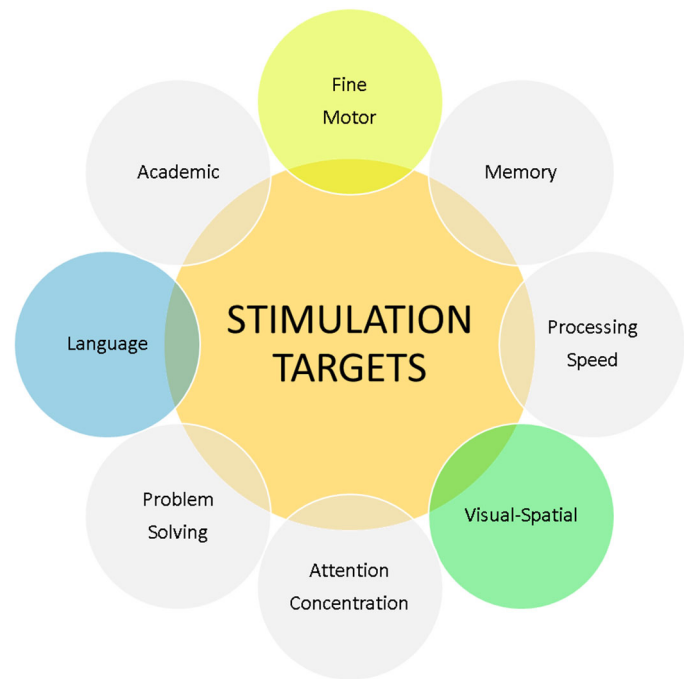 Fine
Motor
Academic
Memory
STIMULATION
TARGETS
Language
Processing
Speed
Problem
Solving
Visual-Spatial
Attention
Concentration